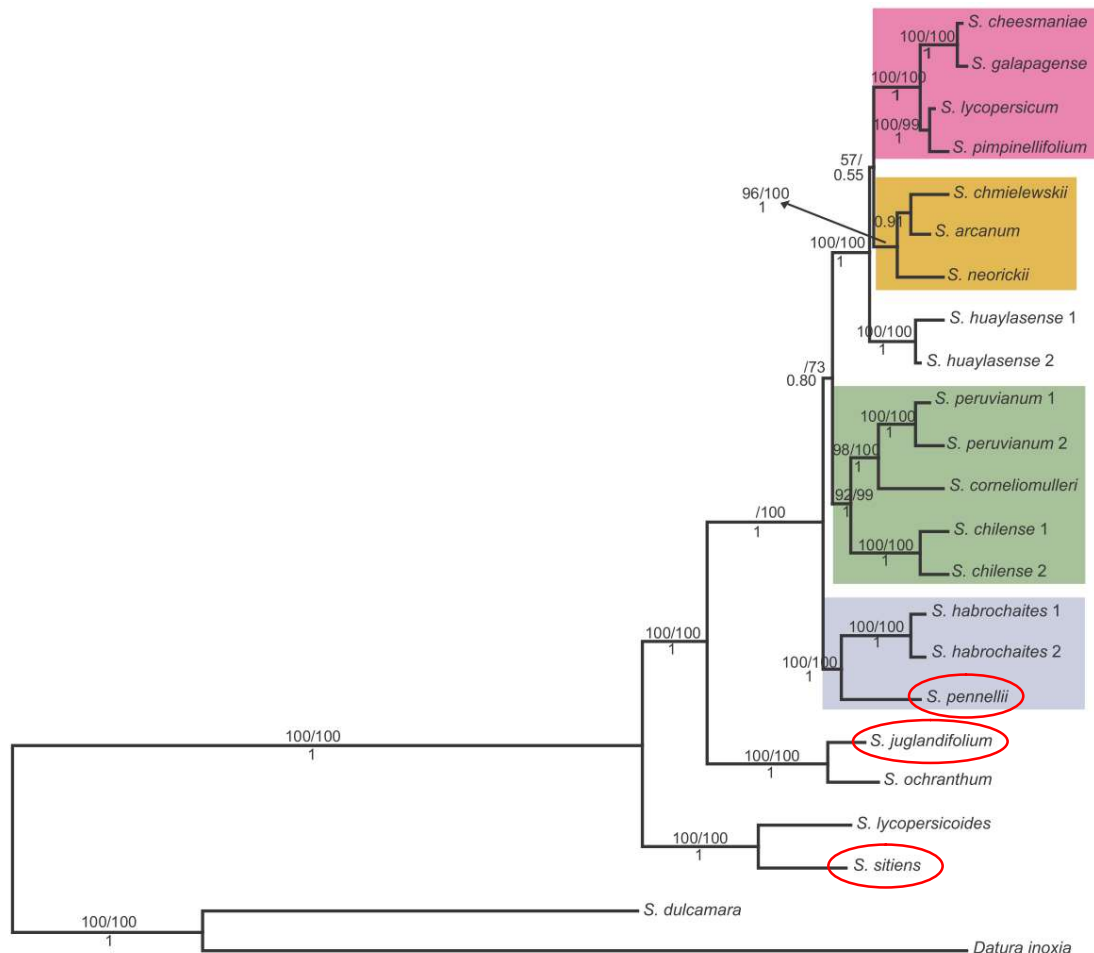 S. cheesmaniae
100/100
1
S. galapagense
100/100
1
S. lycopersicum
100/99
1
S. pimpinellifolium
57/
0.55
96/100
1
S. chmielewskii
0.91
S. arcanum
100/100
1
S. neorickii
S. huaylasense 1
100/100
1
S. huaylasense 2
/73
0.80
S. peruvianum 1
100/100
1
S. peruvianum 2
98/100
1
S. corneliomulleri
92/99
1
/100
1
S. chilense 1
100/100
1
S. chilense 2
S. habrochaites 1
100/100
1
S. habrochaites 2
100/100
1
100/100
1
S. pennellii
S. juglandifolium
100/100
1
100/100
1
S. ochranthum
S. lycopersicoides
100/100
1
S. sitiens
S. dulcamara
100/100
1
Datura inoxia